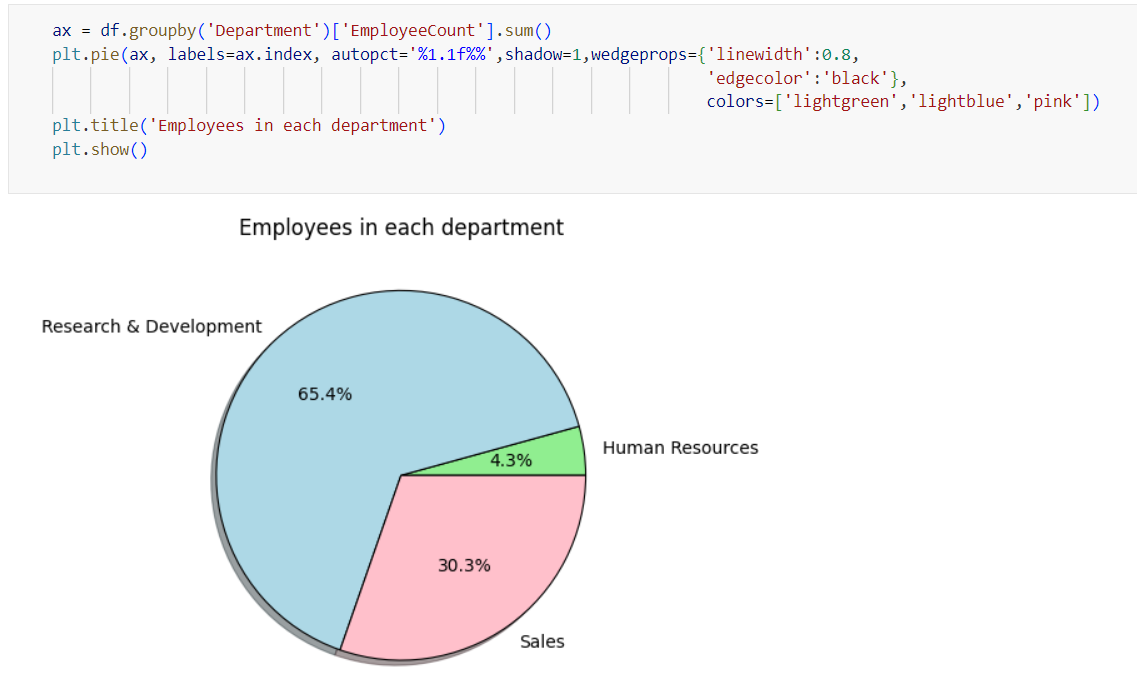 ax = df.groupby('Department')['EmployeeCount'].sum()
plt.pie(ax, labels=ax.index, autopct='%1.1f%%',shadow=1,wedgeprops={'linewidth':0.8,
'edgecolor':'black'},
colors=['lightgreen','lightblue','pink'])
plt.title('Employees in each department')
plt.show()
Employees in each department
Research & Development
65.4%
Human Resources
4.3%
30.3%
Sales